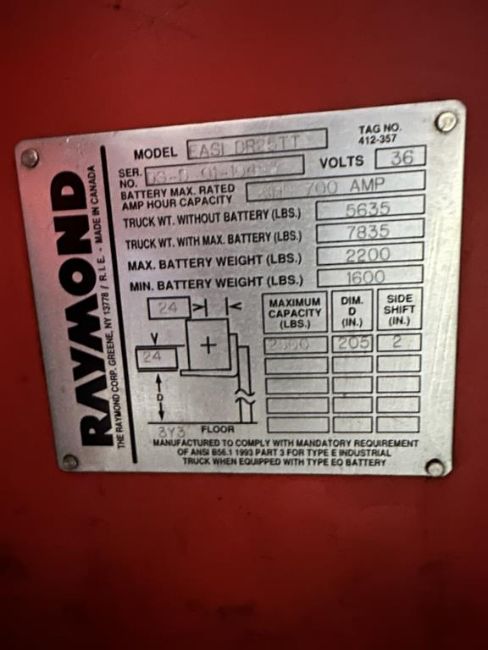 RAYMOND
THE RAYMOND CORP. GREENE, NY 13778 / R.I.E. - MADE IN CANADA
MODEL EASI DR25TT
TAG NO.
412-357
SER.
NO.
VOLTS 36
BATTERY MAX. RATED
AMP HOUR CAPACITY 700 AMP
TRUCK WT. WITHOUT BATTERY (LBS.) 5635
TRUCK WT. WITH MAX. BATTERY (LBS.) 7835
MAX. BATTERY WEIGHT (LBS.) 2200
MIN. BATTERY WEIGHT (LBS.) 1600
24
24
D
3Y3 FLOOR
MAXIMUM
CAPACITY
(LBS.)
DIM.
D
(IN.)
SIDE
SHIFT
(IN.)
205 2
MANUFACTURED TO COMPLY WITH MANDATORY REQUIREMENT
OF ANSI B56.1 1993 PART 3 FOR TYPE E INDUSTRIAL
TRUCK WHEN EQUIPPED WITH TYPE EO BATTERY